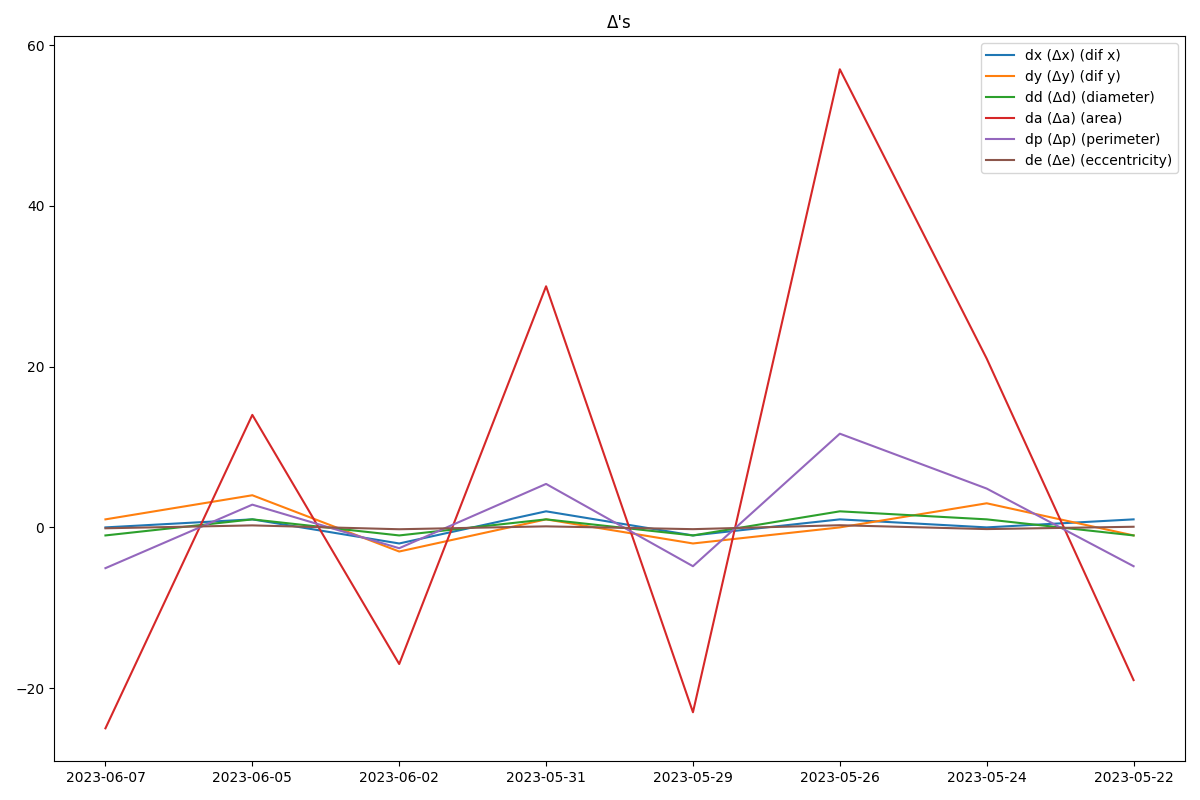 Δ's
60
40
20
0
−20
dx (Δx) (dif x)
dy (Δy) (dif y)
dd (Δd) (diameter)
da (Δa) (area)
dp (Δp) (perimeter)
de (Δe) (eccentricity)
2023-06-07 2023-06-05 2023-06-02 2023-05-31 2023-05-29 2023-05-26 2023-05-24 2023-05-22